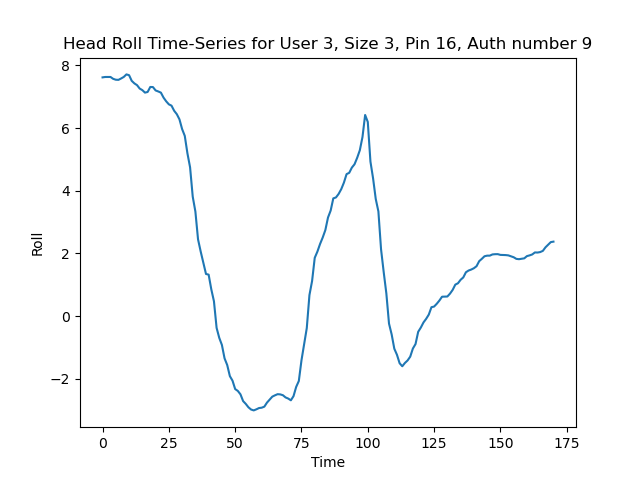 Head Roll Time-Series for User 3, Size 3, Pin 16, Auth number 9
8
6
4
2
0
−2
Roll
0 25 50 75 100 125 150 175
Time